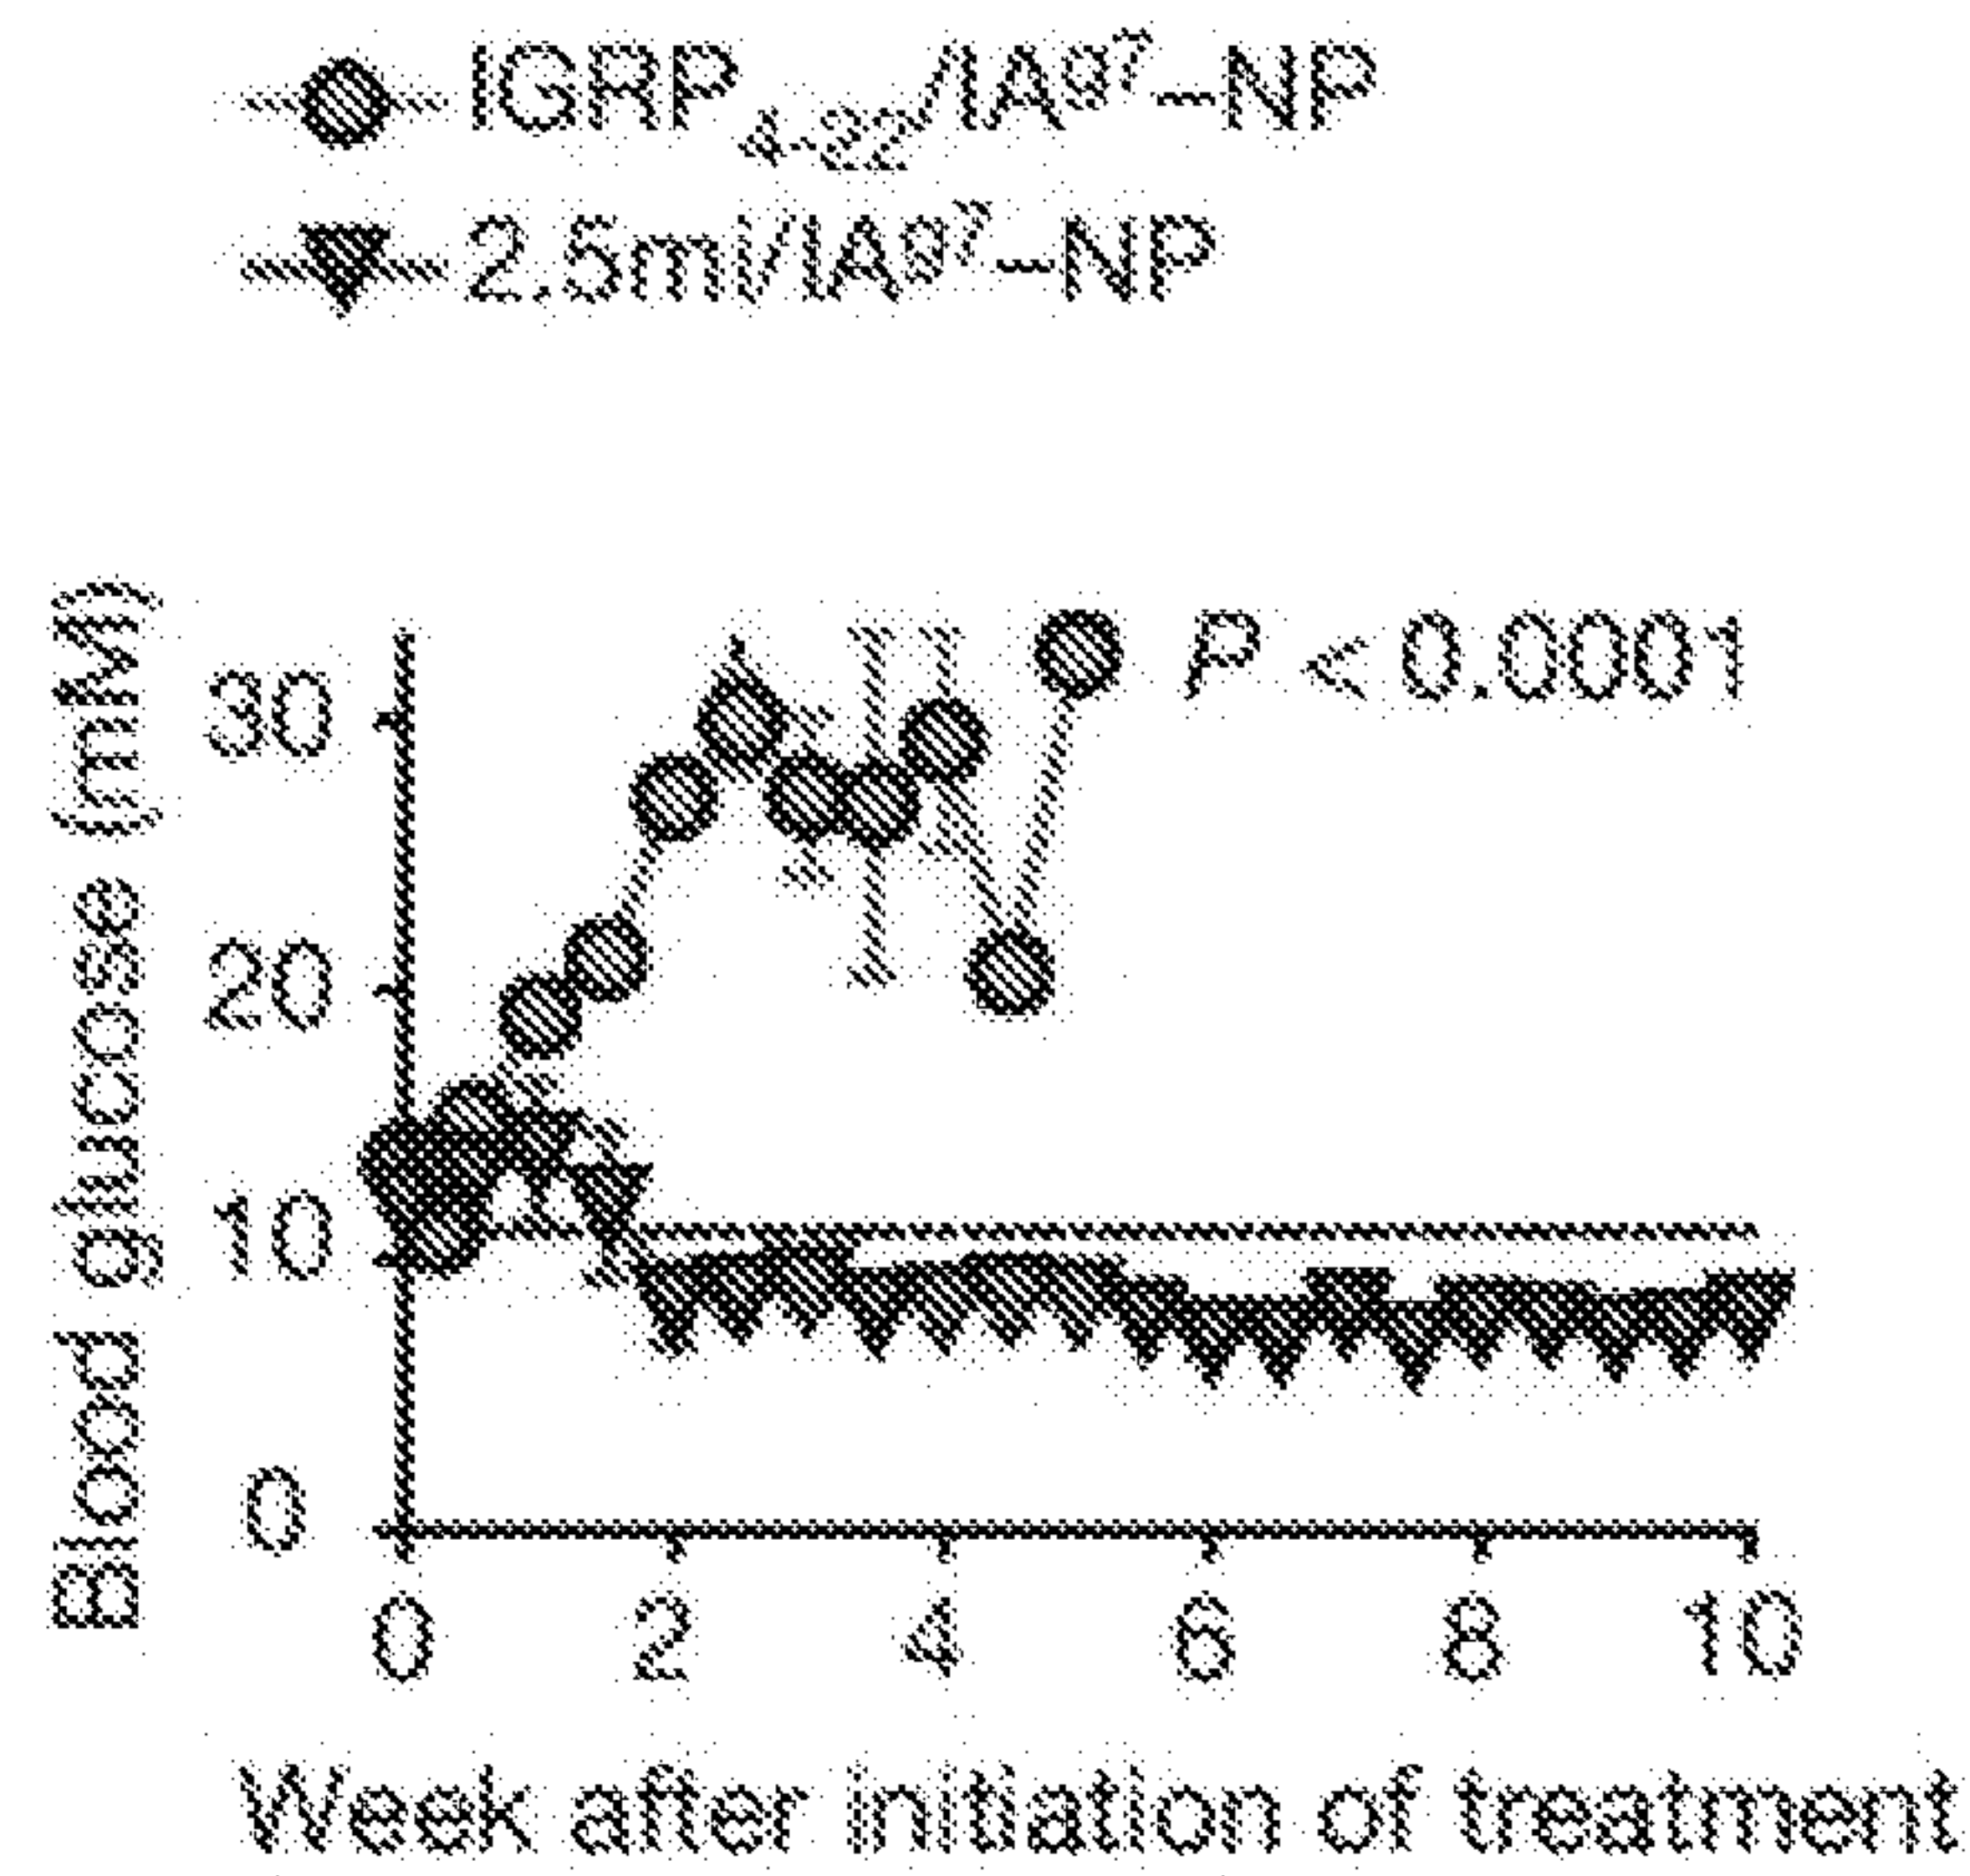 IGRP4-22/IAg7–NP
2.5mi/IAg7–NP
Blood glucose (mM)
30
20
10
0
P < 0.0001
0 2 4 6 8 10
Week after initiation of treatment